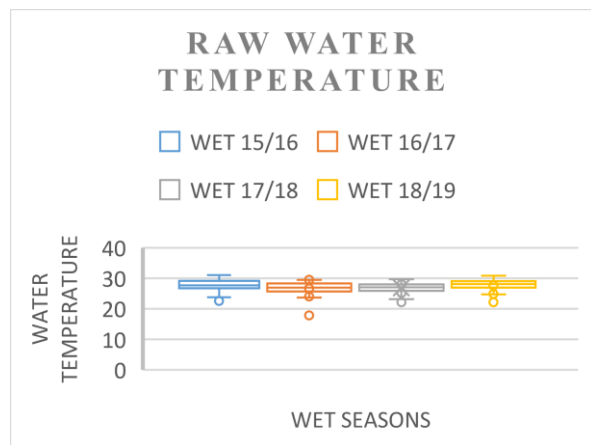 RAW WATER
TEMPERATURE
WET 15/16 WET 16/17
WET 17/18 WET 18/19
WATER
TEMPERATURE
40
30
20
10
0
WET SEASONS